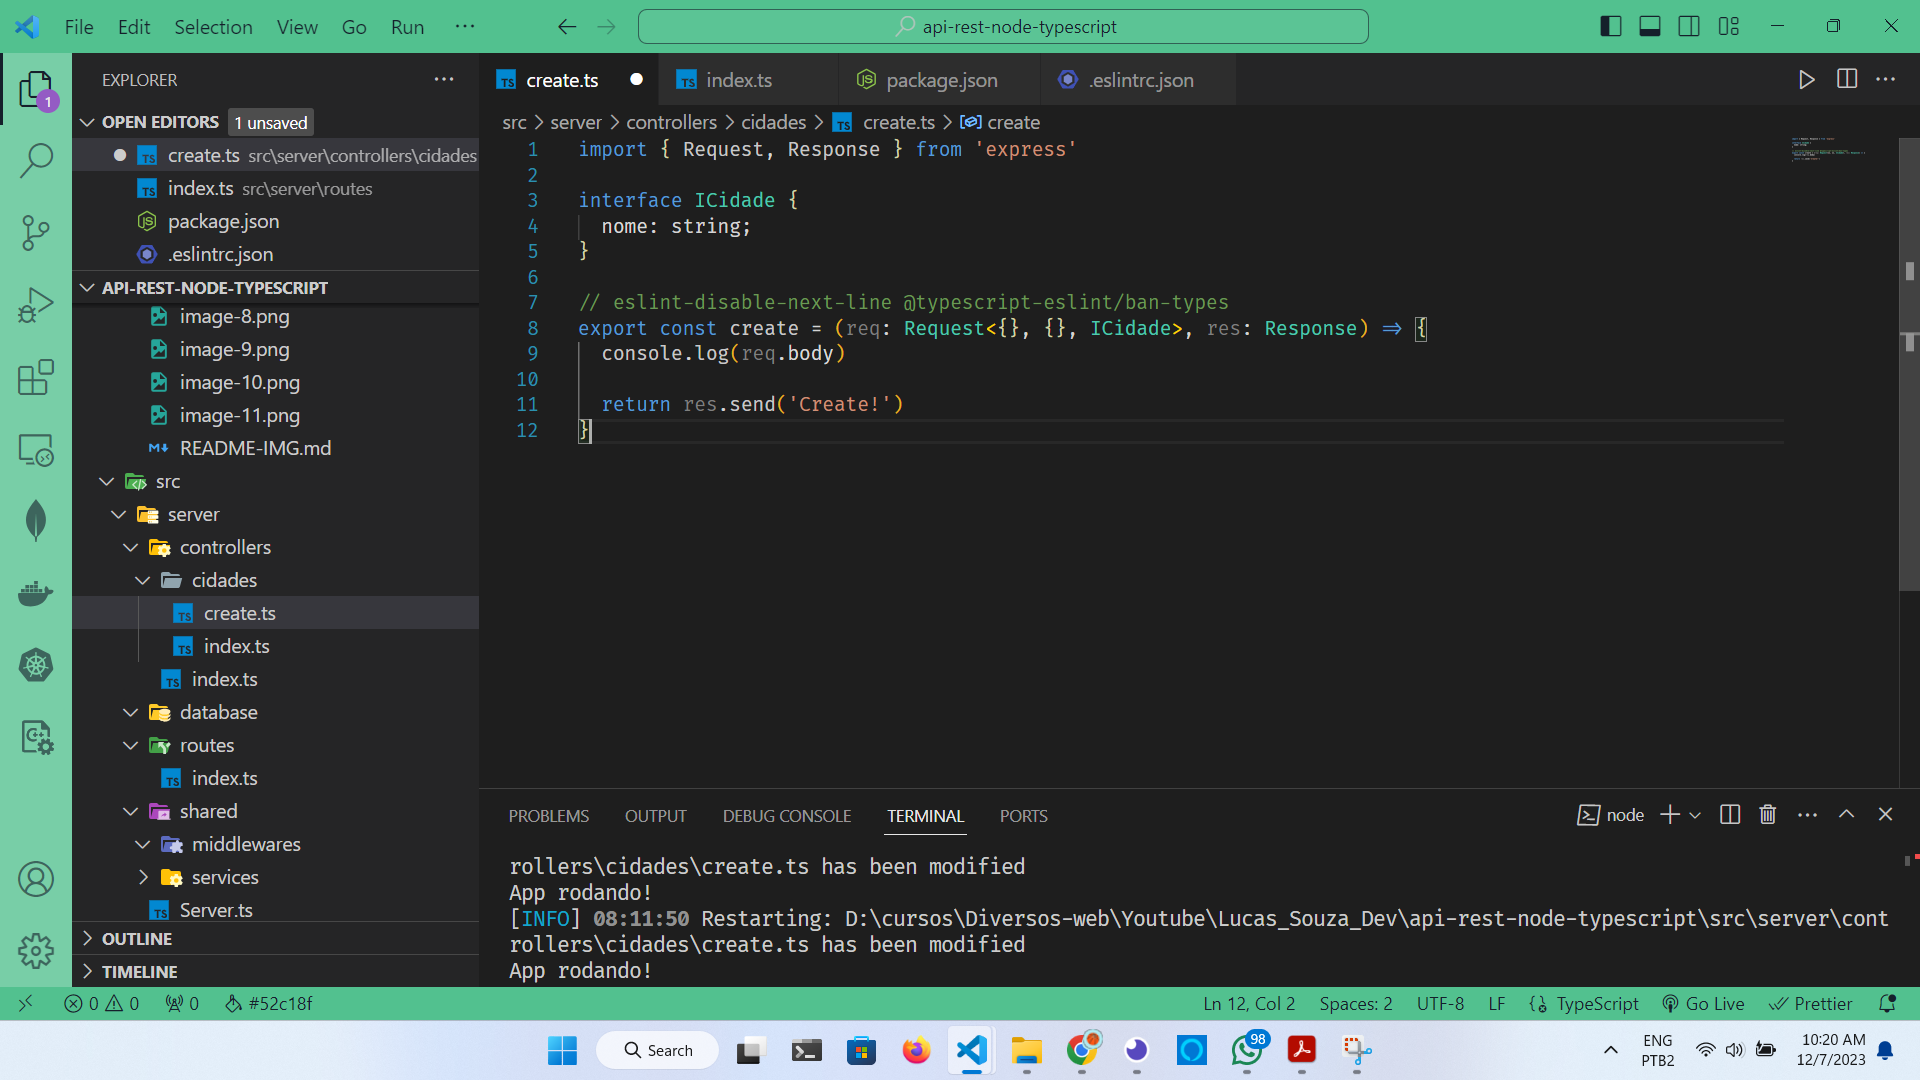 File Edit Selection View Go Run ··· api-rest-node-typescript
EXPLORER ···
1
OPEN EDITORS 1 unsaved
create.ts src\server\controllers\cidades
index.ts src\server\routes
package.json
.eslintrc.json
API-REST-NODE-TYPESCRIPT
image-8.png
image-9.png
image-10.png
image-11.png
README-IMG.md
src
server
controllers
cidades
create.ts
index.ts
index.ts
database
routes
index.ts
shared
middlewares
services
Server.ts
OUTLINE
TIMELINE
create.ts index.ts package.json .eslintrc.json
src > server > controllers > cidades > create.ts > create
1 import { Request, Response } from 'express'
2
3 interface ICidade {
4 nome: string;
5 }
6
7 // eslint-disable-next-line @typescript-eslint/ban-types
8 export const create = (req: Request<{}, {}, ICidade>, res: Response) => {
9 console.log(req.body)
10
11 return res.send('Create!')
12 }
PROBLEMS OUTPUT DEBUG CONSOLE TERMINAL PORTS node
rollers\cidades\create.ts has been modified
App rodando!
[INFO] 08:11:50 Restarting: D:\cursos\Diversos-web\Youtube\Lucas_Souza_Dev\api-rest-node-typescript\src\server\cont
rollers\cidades\create.ts has been modified
App rodando!
0 0 0 #52c18f Ln 12, Col 2 Spaces: 2 UTF-8 LF TypeScript Go Live Prettier
Search 98 ENG 10:20 AM
PTB2 12/7/2023